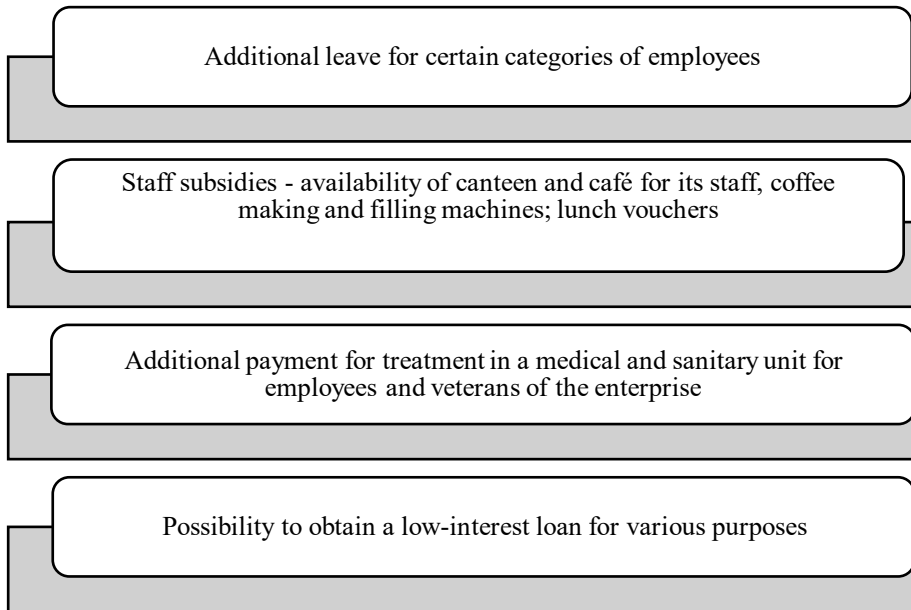 Additional leave for certain categories of employees
Staff subsidies - availability of canteen and café for its staff, coffee
making and filling machines; lunch vouchers
Additional payment for treatment in a medical and sanitary unit for
employees and veterans of the enterprise
Possibility to obtain a low-interest loan for various purposes